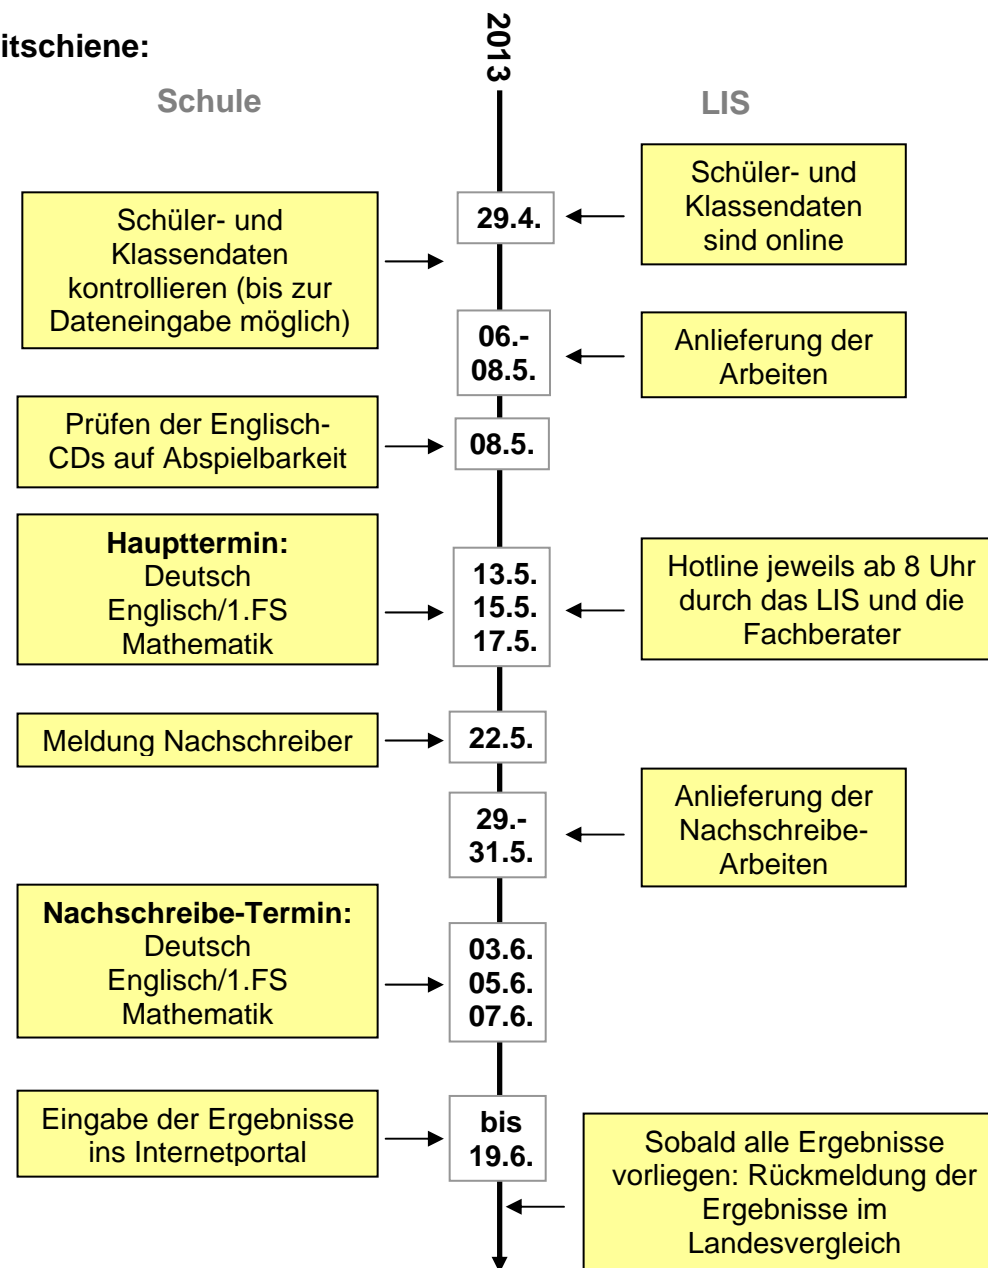 itschiene:
2013
Schule
LIS
Schüler- und
Klassendaten
sind online
29.4.
Schüler- und
Klassendaten
kontrollieren (bis zur
Dateneingabe möglich)
06.-
08.5.
Anlieferung der
Arbeiten
Prüfen der Englisch-
CDs auf Abspielbarkeit
08.5.
Haupttermin:
Deutsch
Englisch/1.FS
Mathematik
13.5.
15.5.
17.5.
Hotline jeweils ab 8 Uhr
durch das LIS und die
Fachberater
Meldung Nachschreiber
22.5.
29.-
31.5.
Anlieferung der
Nachschreibe-
Arbeiten
Nachschreibe-Termin:
Deutsch
Englisch/1.FS
Mathematik
03.6.
05.6.
07.6.
Eingabe der Ergebnisse
ins Internetportal
bis
19.6.
Sobald alle Ergebnisse
vorliegen: Rückmeldung der
Ergebnisse im
Landesvergleich